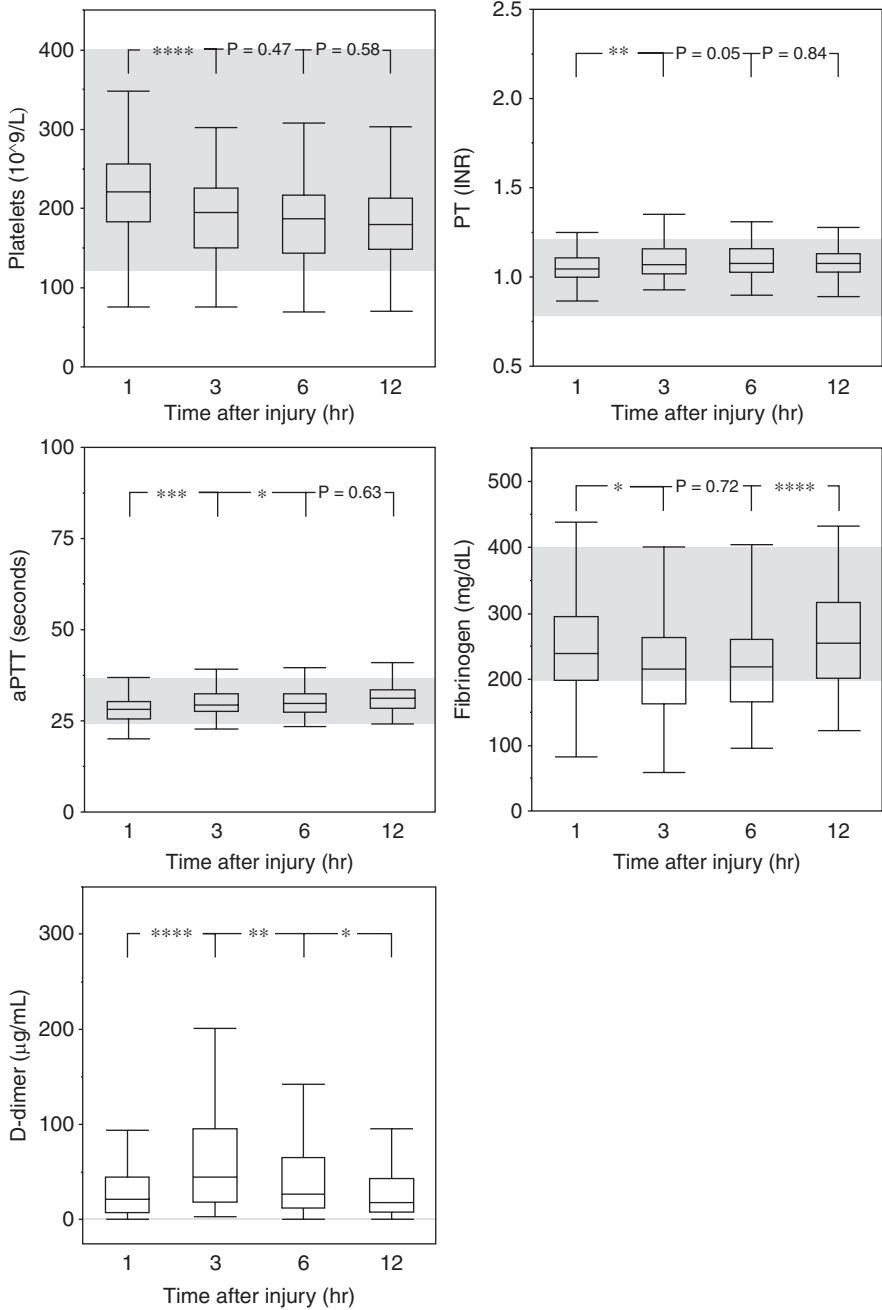 400
300
200
100
0
Platelets (10^9/L)
**** P = 0.47 P = 0.58
1 3 6 12
Time after injury (hr)
2.5
2.0
1.5
1.0
0.5
PT (INR)
** P = 0.05 P = 0.84
1 3 6 12
Time after injury (hr)
100
75
50
25
0
aPTT (seconds)
*** * P = 0.63
1 3 6 12
Time after injury (hr)
500
400
300
200
100
0
Fibrinogen (mg/dL)
* P = 0.72 ****
1 3 6 12
Time after injury (hr)
300
200
100
0
D-dimer (μg/mL)
**** ** *
1 3 6 12
Time after injury (hr)